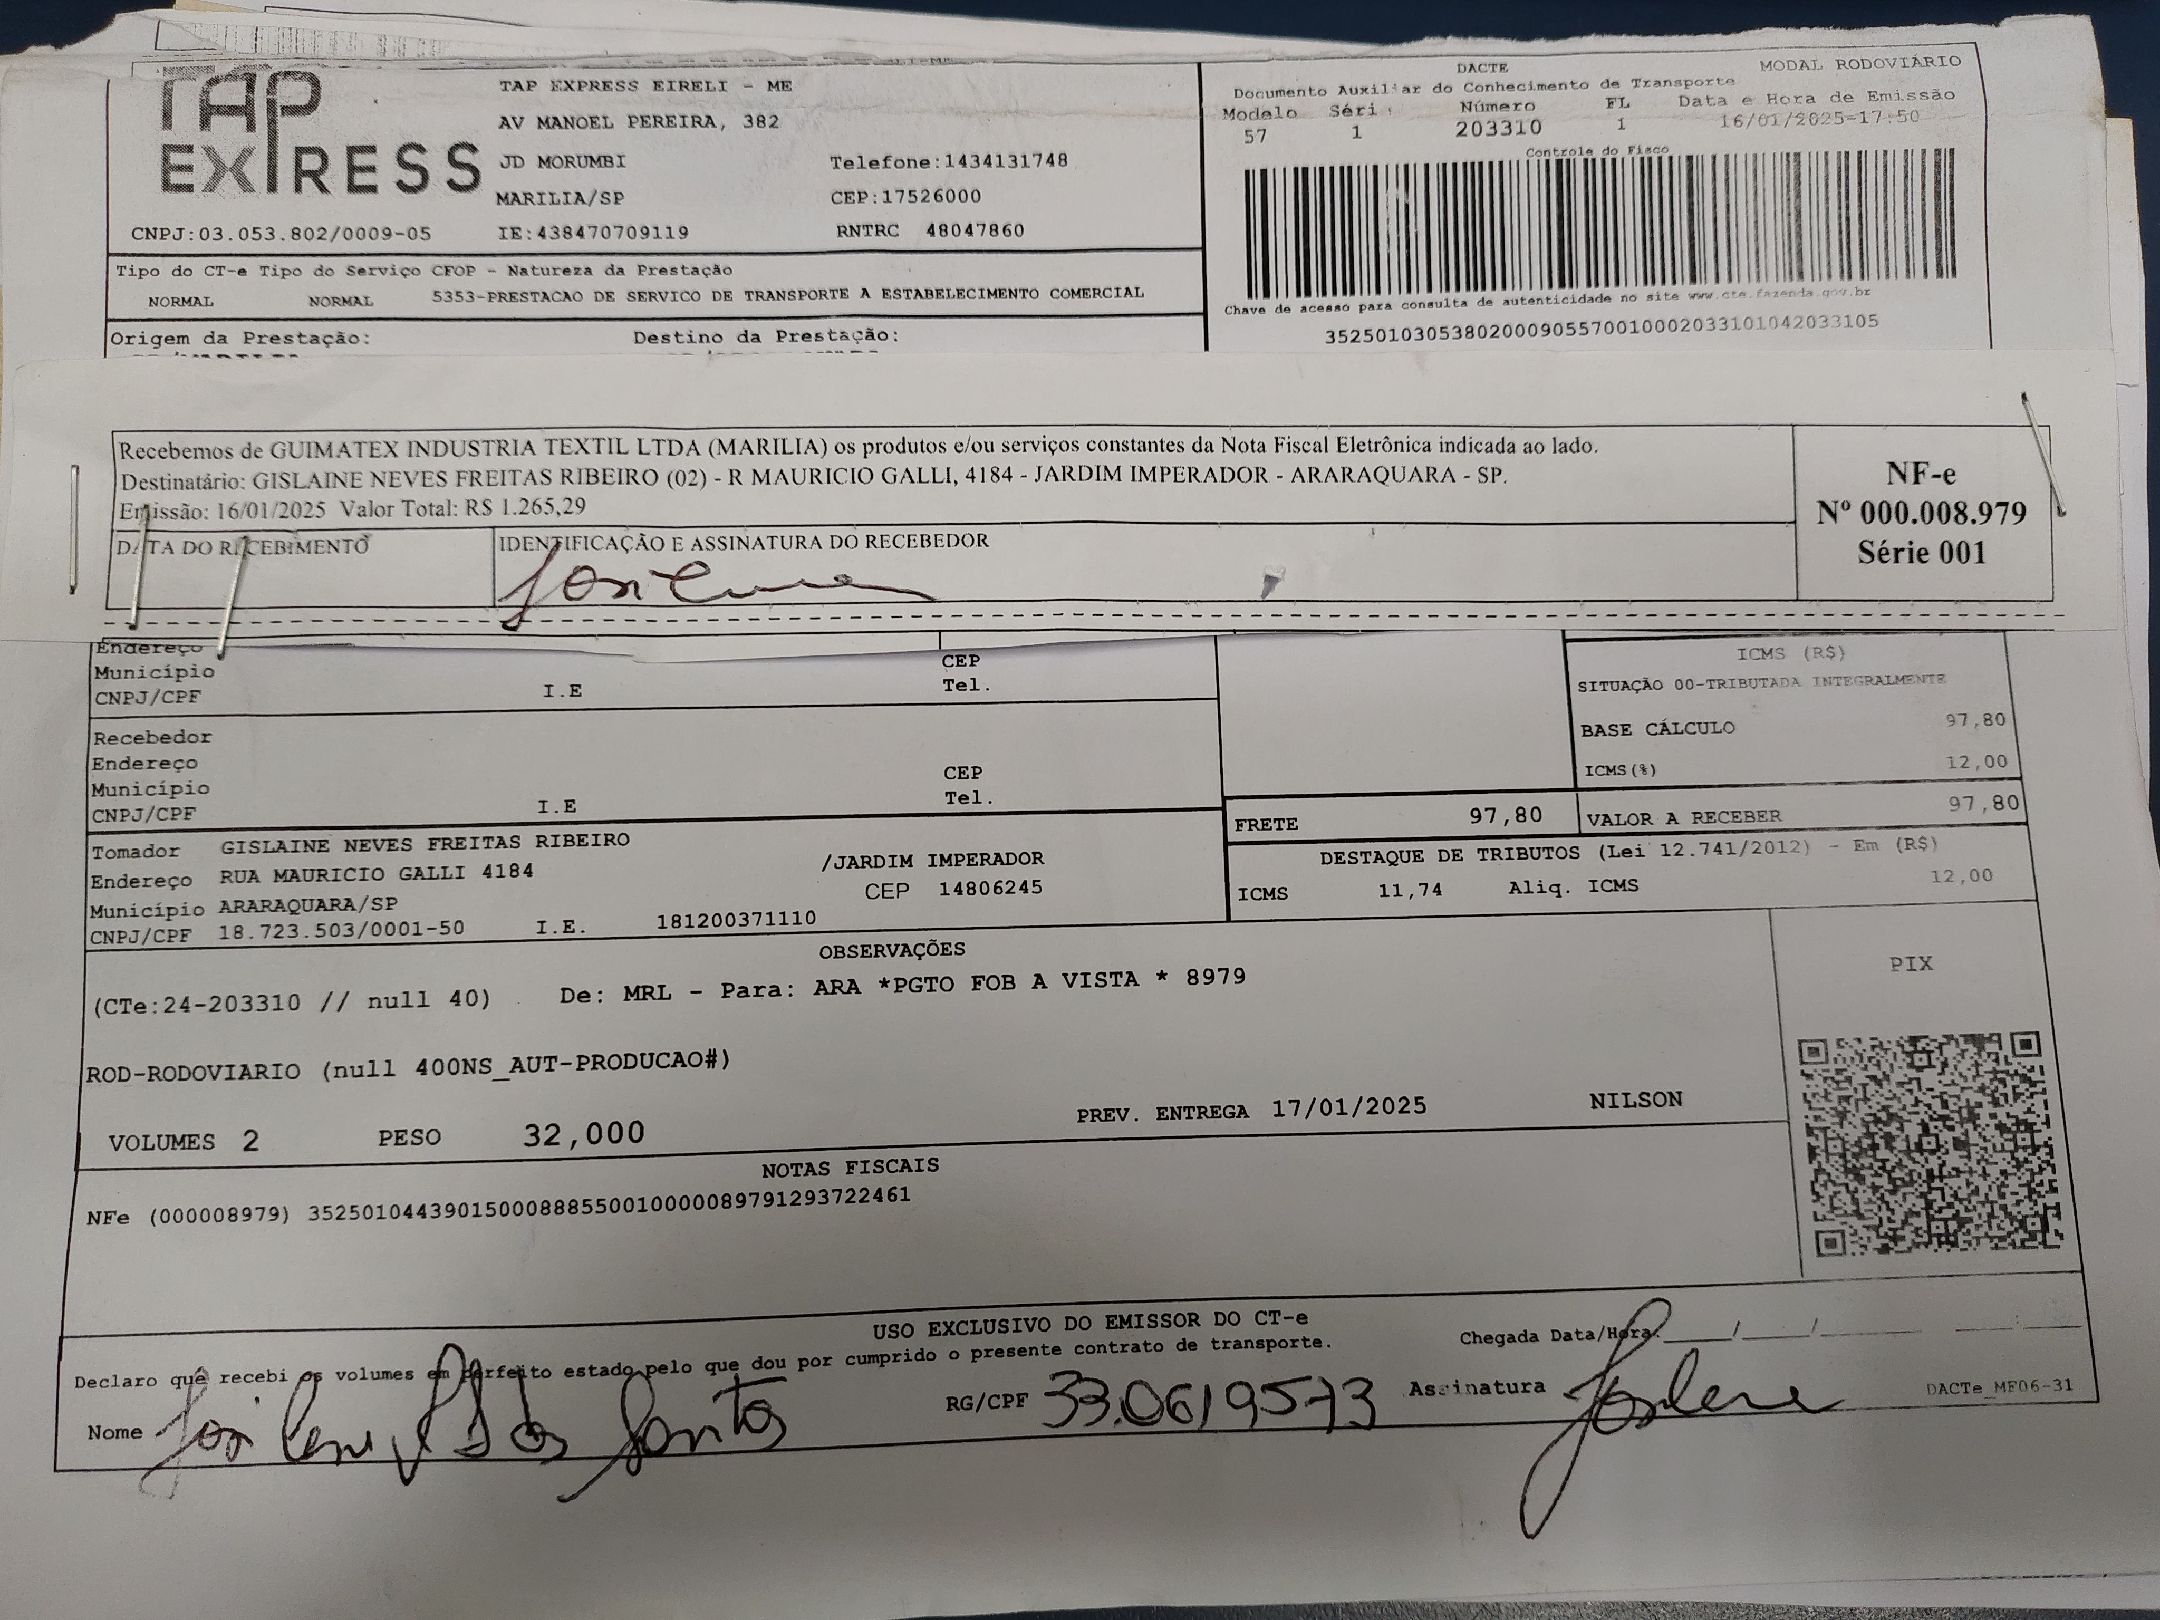 TAP EXPRESS
TAP EXPRESS EIRELI - ME
AV MANOEL PEREIRA, 382
JD MORUMBI Telefone:1434131748
MARILIA/SP CEP:17526000
CNPJ:03.053.802/0009-05 IE:438470709119 RNTRC 48047860
DACTE MODAL RODOVIÁRIO
Documento Auxiliar do Conhecimento de Transporte
Modelo Séri Número FL Data e Hora de Emissão
57 1 203310 1 16/01/2025-17:50
Controle do Fisco
Chave de acesso para consulta de autenticidade no site www.cte.fazenda.gov.br
35250103053802000905570010002033101042033105
Tipo do CT-e Tipo do Serviço CFOP - Natureza da Prestação
NORMAL NORMAL 5353-PRESTACAO DE SERVICO DE TRANSPORTE A ESTABELECIMENTO COMERCIAL
Origem da Prestação: Destino da Prestação:
Recebemos de GUIMATEX INDUSTRIA TEXTIL LTDA (MARILIA) os produtos e/ou serviços constantes da Nota Fiscal Eletrônica indicada ao lado.
Destinatário: GISLAINE NEVES FREITAS RIBEIRO (02) - R MAURICIO GALLI, 4184 - JARDIM IMPERADOR - ARARAQUARA - SP.
Emissão: 16/01/2025 Valor Total: R$ 1.265,29
DATA DO RECEBIMENTO IDENTIFICAÇÃO E ASSINATURA DO RECEBEDOR
NF-e
Nº 000.008.979
Série 001
Endereço
Município CEP
CNPJ/CPF I.E Tel.
Recebedor
Endereço
Município CEP
CNPJ/CPF I.E Tel.
ICMS (R$)
SITUAÇÃO 00-TRIBUTADA INTEGRALMENTE
BASE CÁLCULO 97,80
ICMS(%) 12,00
FRETE 97,80 VALOR A RECEBER 97,80
DESTAQUE DE TRIBUTOS (Lei 12.741/2012) - Em (R$)
ICMS 11,74 Aliq. ICMS 12,00
Tomador GISLAINE NEVES FREITAS RIBEIRO
Endereço RUA MAURICIO GALLI 4184 /JARDIM IMPERADOR
Município ARARAQUARA/SP CEP 14806245
CNPJ/CPF 18.723.503/0001-50 I.E. 181200371110
OBSERVAÇÕES
(CTe:24-203310 // null 40) De: MRL - Para: ARA *PGTO FOB A VISTA * 8979
PIX
ROD-RODOVIARIO (null 400NS_AUT-PRODUCAO#)
VOLUMES 2 PESO 32,000 PREV. ENTREGA 17/01/2025 NILSON
NOTAS FISCAIS
NFe (000008979) 35250104439015000888550010000089791293722461
USO EXCLUSIVO DO EMISSOR DO CT-e
Declaro que recebi os volumes em perfeito estado pelo que dou por cumprido o presente contrato de transporte.
Chegada Data/Hora: ____/____/______ ____:____
Nome dos Santos RG/CPF 33.0619573 Assinatura
DACTe_MF06-31